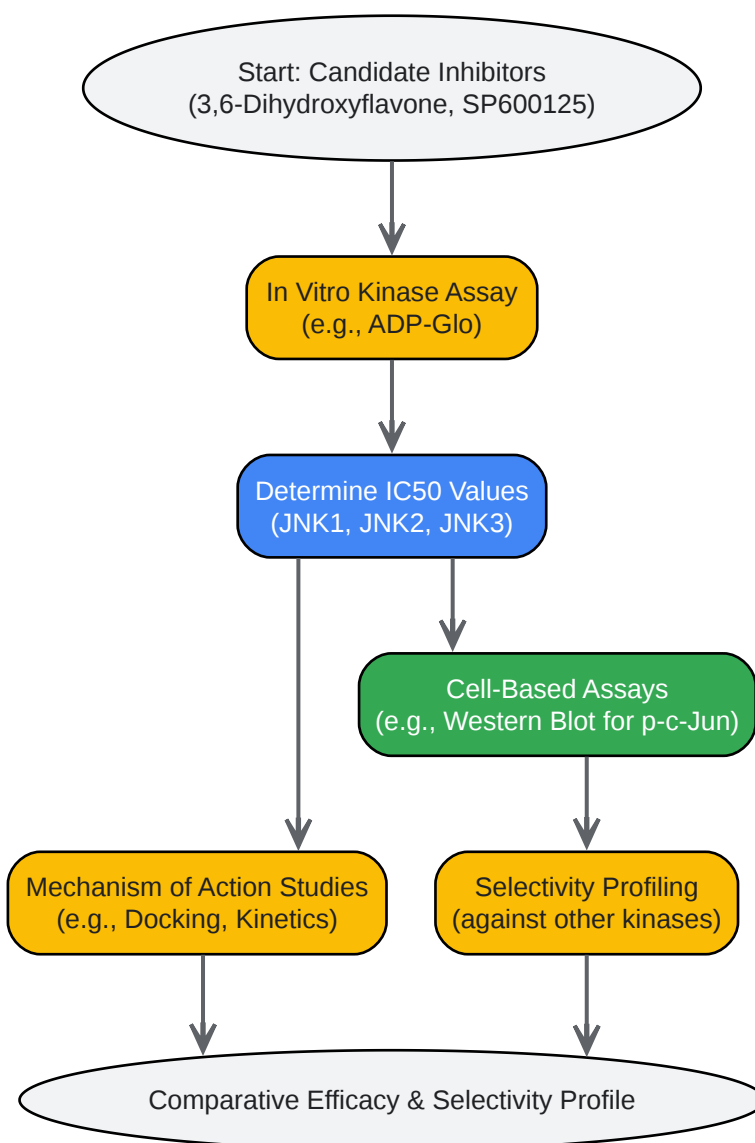 Start: Candidate Inhibitors
(3,6-Dihydroxyflavone, SP600125)
In Vitro Kinase Assay
(e.g., ADP-Glo)
Determine IC50 Values
(JNK1, JNK2, JNK3)
Cell-Based Assays
(e.g., Western Blot for p-c-Jun)
Mechanism of Action Studies
(e.g., Docking, Kinetics)
Selectivity Profiling
(against other kinases)
Comparative Efficacy & Selectivity Profile